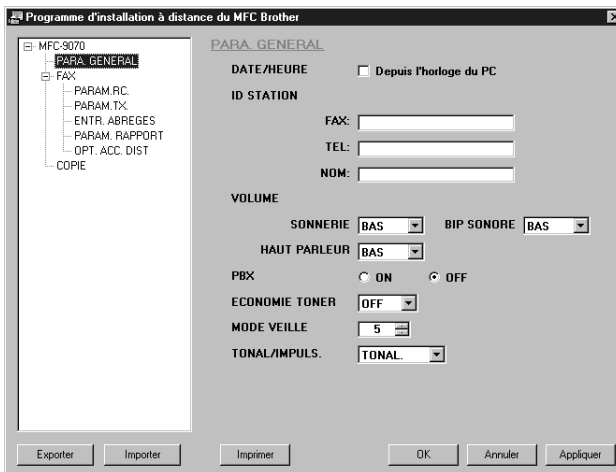 Programme d'installation à distance du MFC Brother
MFC-9070
PARA. GENERAL
FAX
PARAM.RC.
PARAM.TX.
ENTR. ABREGES
PARAM. RAPPORT
OPT. ACC. DIST
COPIE
PARA. GENERAL
DATE/HEURE Depuis l'horloge du PC
ID STATION
FAX:
TEL:
NOM:
VOLUME
SONNERIE BAS BIP SONORE BAS
HAUT PARLEUR BAS
PBX ON OFF
ECONOMIE TONER OFF
MODE VEILLE 5
TONAL/IMPULS. TONAL.
Exporter Importer Imprimer OK Annuler Appliquer